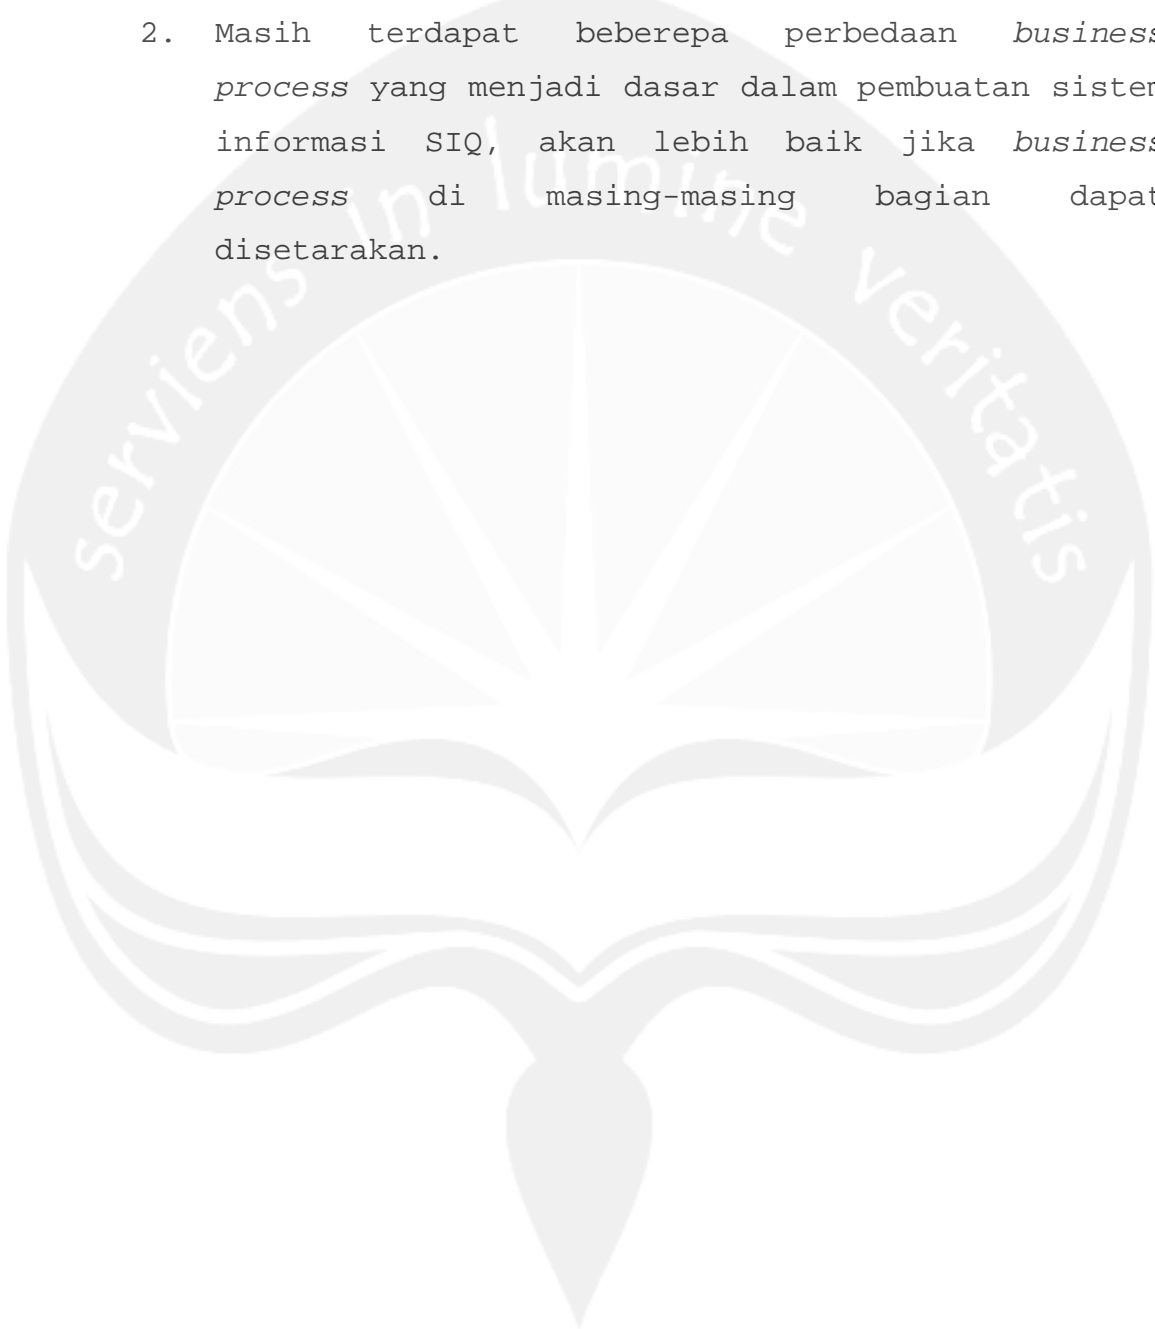 2. Masih terdapat beberepa perbedaan business
process yang menjadi dasar dalam pembuatan sistem
informasi SIQ, akan lebih baik jika business
process di masing-masing bagian dapat
disetarakan.
serviens in lumine veritatis